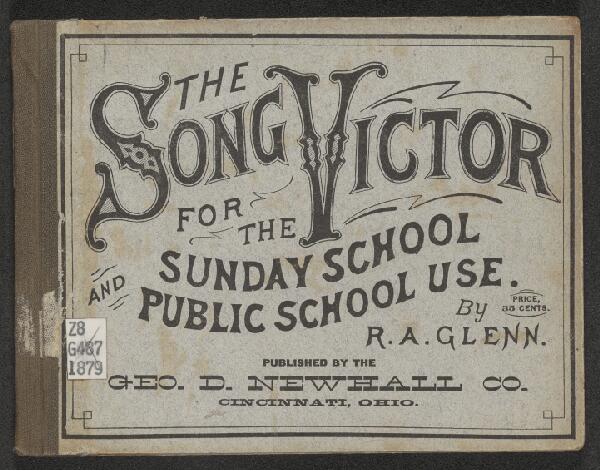 THE
SONG VICTOR
FOR THE
SUNDAY SCHOOL
AND
PUBLIC SCHOOL USE.
PRICE,
35 CENTS.
By
R. A. GLENN.
PUBLISHED BY THE
GEO. D. NEWHALL CO.
CINCINNATI, OHIO.
Z8
G487
1879